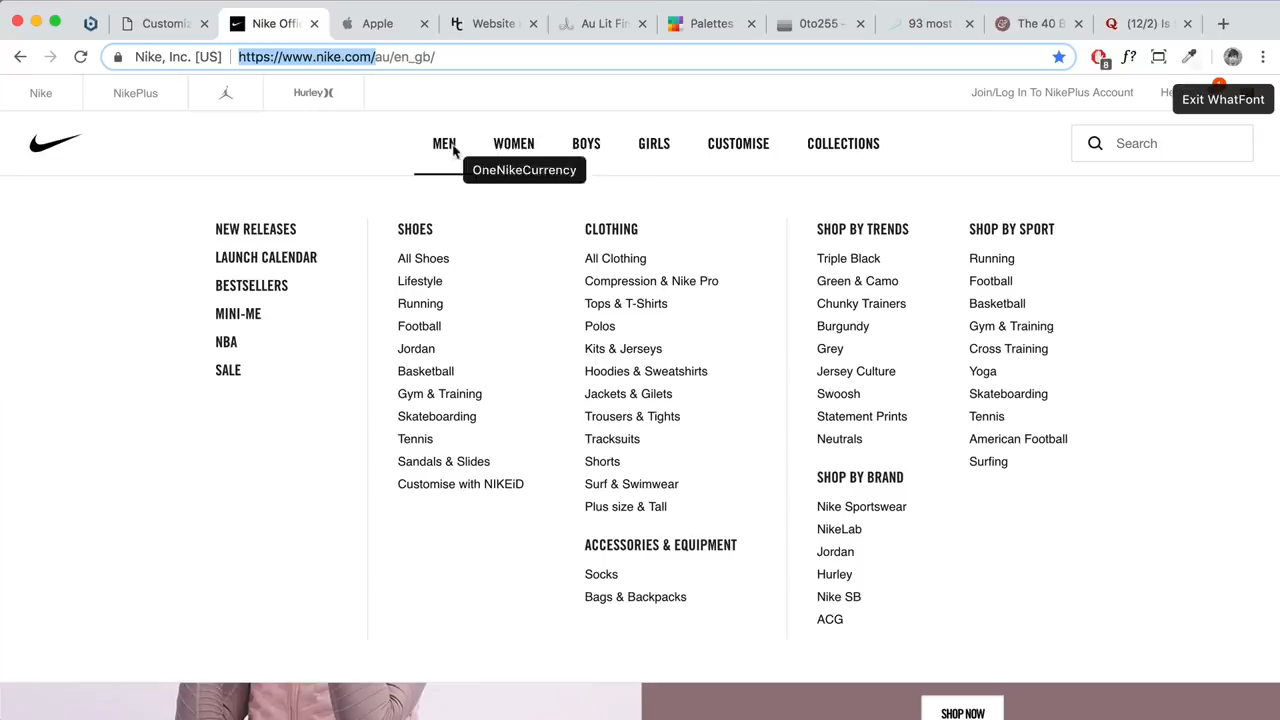 Customiz
Nike Offi
Apple
Website
Au Lit Fin
Palettes
0to255 -
93 most
The 40 B
(12/2) Is
Nike, Inc. [US]
https://www.nike.com/au/en_gb/
8
f?
Nike
NikePlus
Hurley
Join/Log In To NikePlus Account
He
Exit WhatFont
MEN
WOMEN
BOYS
GIRLS
CUSTOMISE
COLLECTIONS
Search
OneNikeCurrency
NEW RELEASES
LAUNCH CALENDAR
BESTSELLERS
MINI-ME
NBA
SALE
SHOES
All Shoes
Lifestyle
Running
Football
Jordan
Basketball
Gym & Training
Skateboarding
Tennis
Sandals & Slides
Customise with NIKEiD
CLOTHING
All Clothing
Compression & Nike Pro
Tops & T-Shirts
Polos
Kits & Jerseys
Hoodies & Sweatshirts
Jackets & Gilets
Trousers & Tights
Tracksuits
Shorts
Surf & Swimwear
Plus size & Tall
ACCESSORIES & EQUIPMENT
Socks
Bags & Backpacks
SHOP BY TRENDS
Triple Black
Green & Camo
Chunky Trainers
Burgundy
Grey
Jersey Culture
Swoosh
Statement Prints
Neutrals
SHOP BY BRAND
Nike Sportswear
NikeLab
Jordan
Hurley
Nike SB
ACG
SHOP BY SPORT
Running
Football
Basketball
Gym & Training
Cross Training
Yoga
Skateboarding
Tennis
American Football
Surfing
SHOP NOW